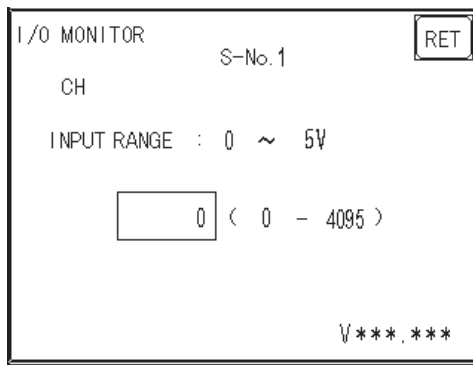 I/O MONITOR
RET
S-No.1
CH
INPUT RANGE : 0 ~ 5V
0 ( 0 - 4095 )
V***.***